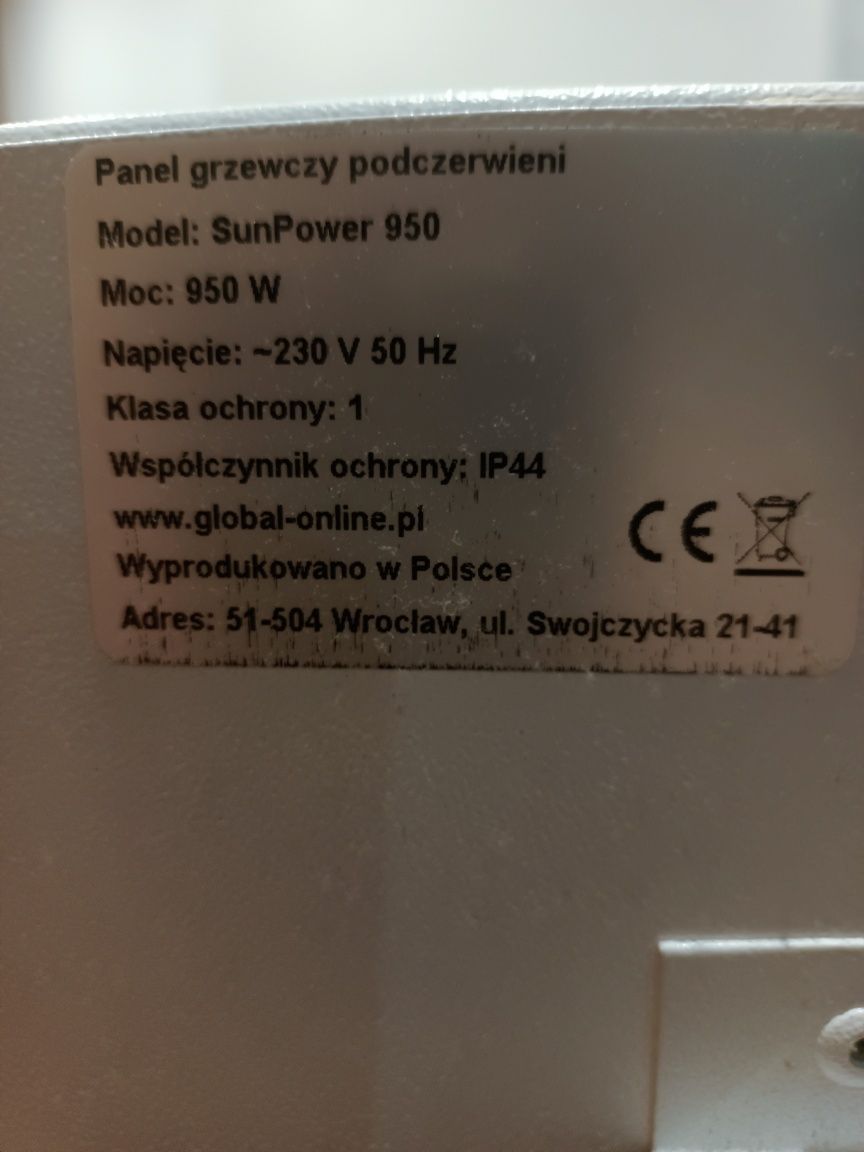 Panel grzewczy podczerwieni
Model: SunPower 950
Moc: 950 W
Napięcie: ~230 V 50 Hz
Klasa ochrony: 1
Współczynnik ochrony: IP44
www.global-online.pl
CE
Wyprodukowano w Polsce
Adres: 51-504 Wrocław, ul. Swojczycka 21-41